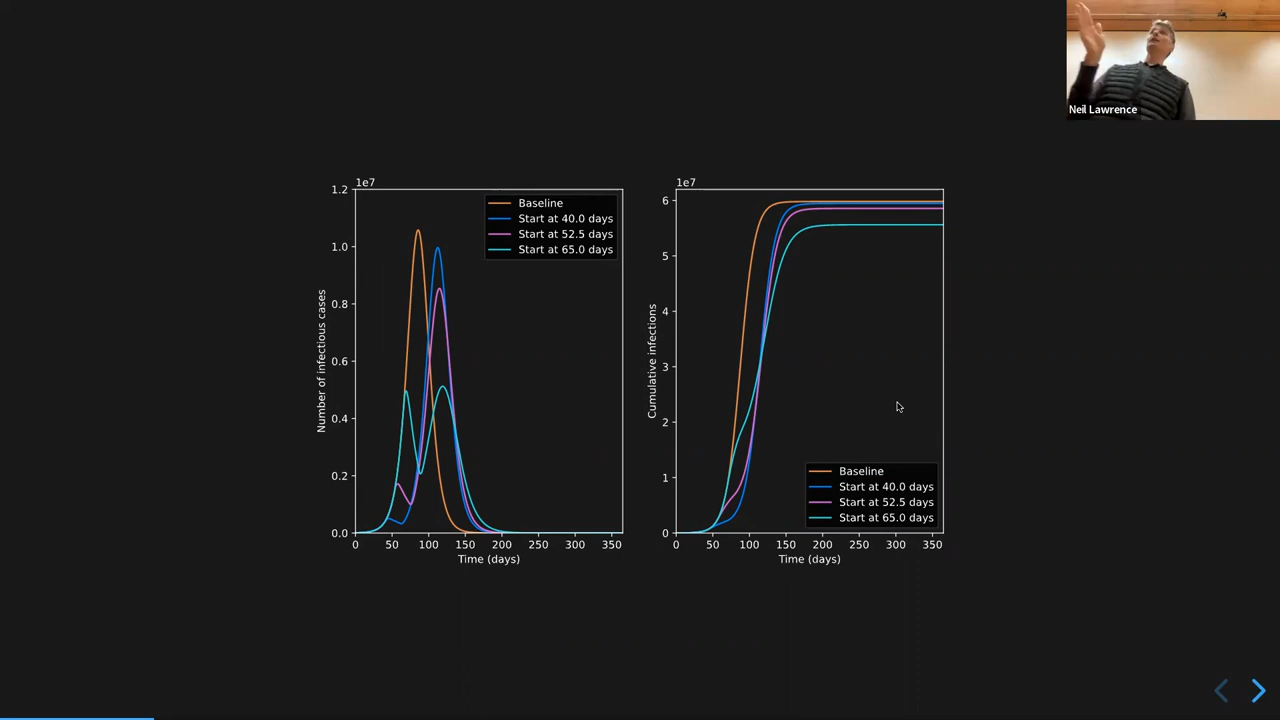 Neil Lawrence
1e7
1.2
1.0
0.8
0.6
0.4
0.2
0.0
Number of infectious cases
Baseline
Start at 40.0 days
Start at 52.5 days
Start at 65.0 days
0 50 100 150 200 250 300 350
Time (days)
1e7
6
5
4
3
2
1
0
Cumulative infections
Baseline
Start at 40.0 days
Start at 52.5 days
Start at 65.0 days
0 50 100 150 200 250 300 350
Time (days)